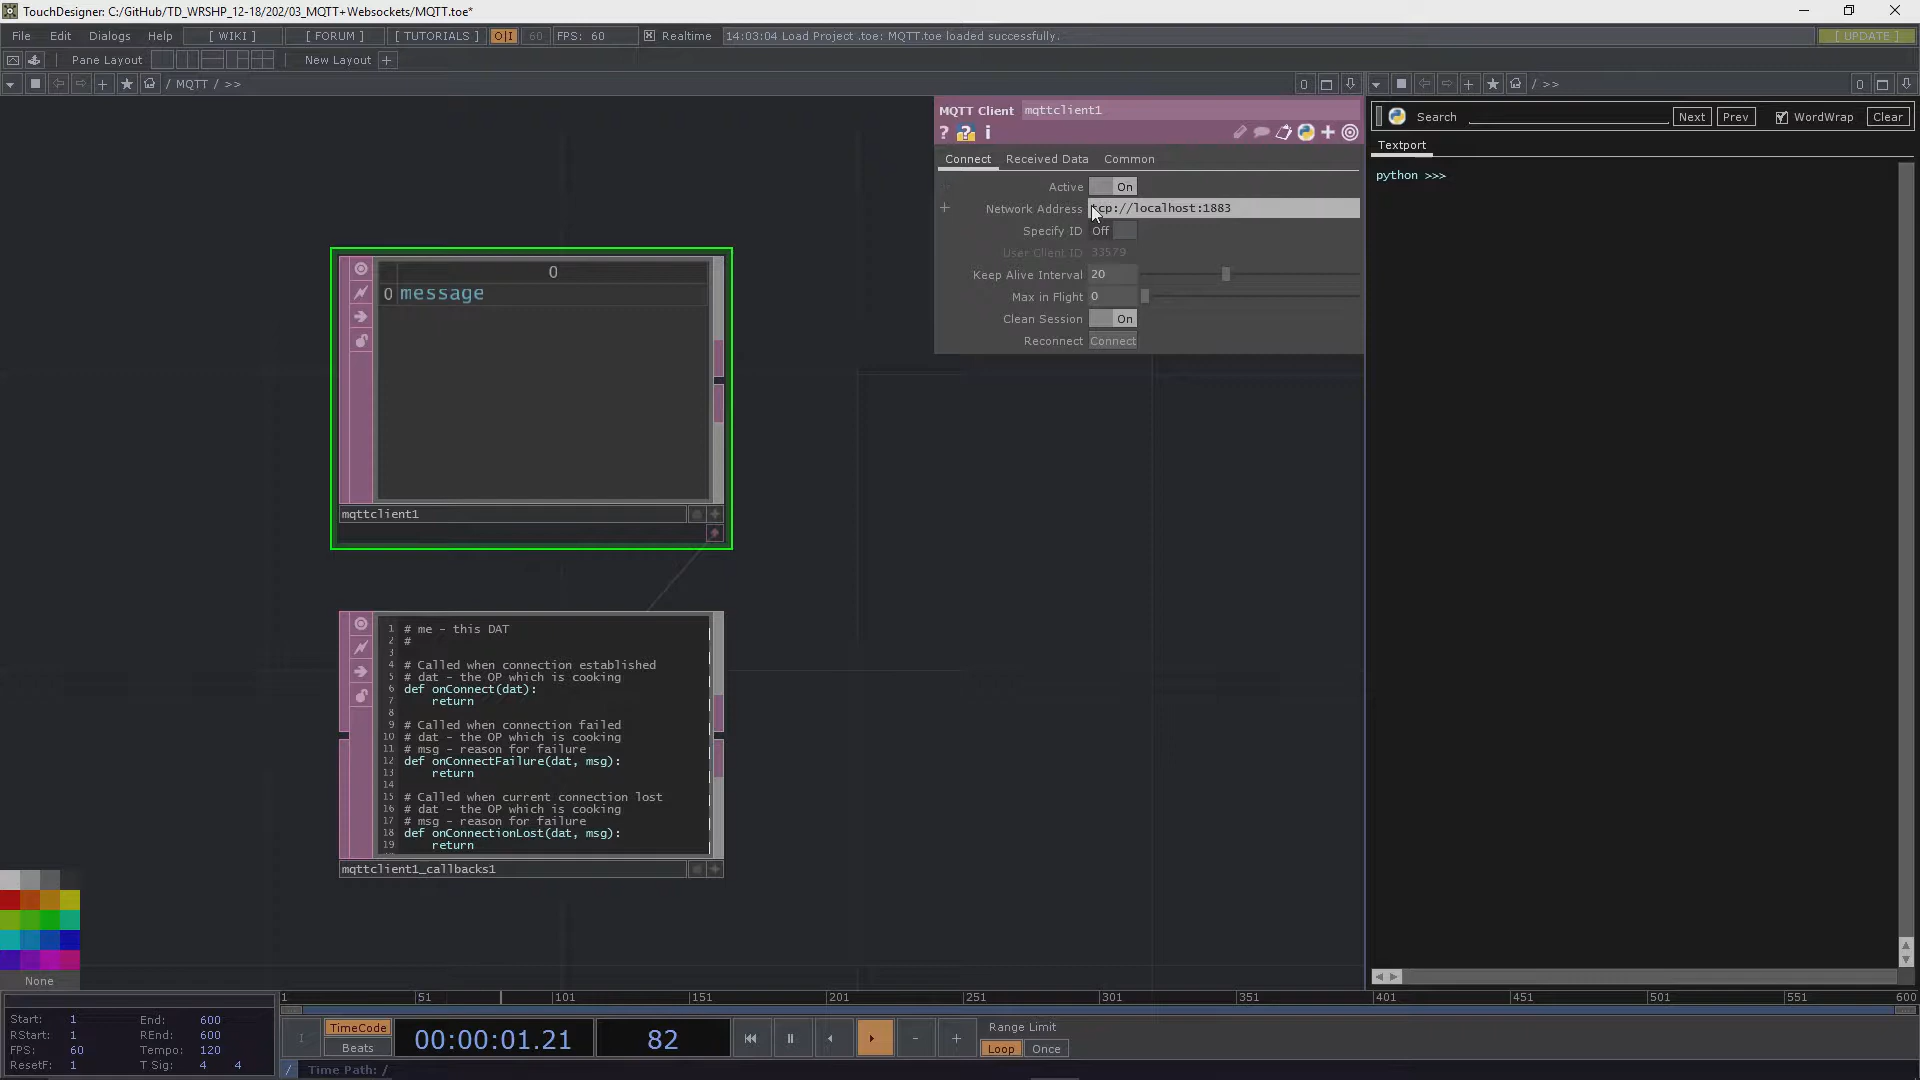 TouchDesigner: C:/GitHub/TD_WRSHP_12-18/202/03_MQTT+Websockets/MQTT.toe*
File Edit Dialogs Help [ WIKI ] [ FORUM ] [ TUTORIALS ] O|I 60 FPS: 60 Realtime 14:03:04 Load Project .toe: MQTT.toe loaded successfully. [ UPDATE ]
Pane Layout New Layout +
/ MQTT / >> 0 / >> 0
MQTT Client mqttclient1
Search Next Prev WordWrap Clear
? ? i
Connect Received Data Common
Textport
python >>>
Active On
Network Address tcp://localhost:1883
Specify ID Off
User Client ID 33579
Keep Alive Interval 20
Max in Flight 0
Clean Session On
Reconnect Connect
0
0 message
mqttclient1
1 # me - this DAT
2 #
3
4 # Called when connection established
5 # dat - the OP which is cooking
6 def onConnect(dat):
7 return
8
9 # Called when connection failed
10 # dat - the OP which is cooking
11 # msg - reason for failure
12 def onConnectFailure(dat, msg):
13 return
14
15 # Called when current connection lost
16 # dat - the OP which is cooking
17 # msg - reason for failure
18 def onConnectionLost(dat, msg):
19 return
mqttclient1_callbacks1
None
1 51 101 151 201 251 301 351 401 451 501 551 600
Start: 1 End: 600
RStart: 1 REnd: 600
FPS: 60 Tempo: 120
ResetF: 1 T Sig: 4 4
TimeCode
Beats
00:00:01.21
82
Range Limit
Loop Once
/ Time Path: /